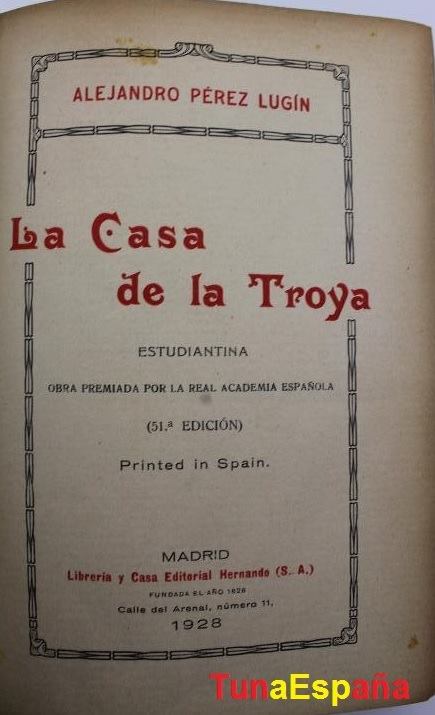 ALEJANDRO PÉREZ LUGÍN
La Casa
de la Troya
ESTUDIANTINA
OBRA PREMIADA POR LA REAL ACADEMIA ESPAÑOLA
(51.ª EDICIÓN)
Printed in Spain.
MADRID
Librería y Casa Editorial Hernando (S. A.)
FUNDADA EL AÑO 1828
Calle del Arenal, número 11,
1928
TunaEspaña